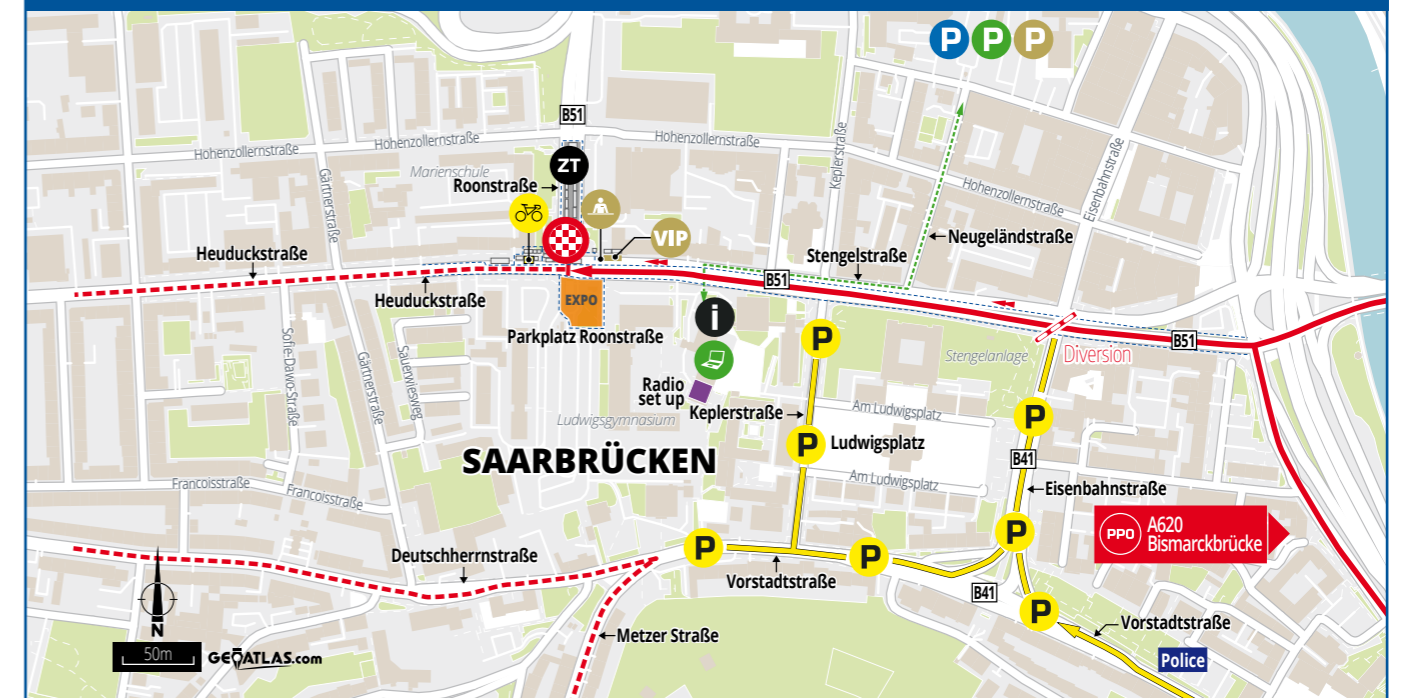 P P P
B51
Hohenzollernstraße
Hohenzollernstraße
Keplerstraße
Eisenbahnstraße
Marienschule
ZT
Roonstraße
Gärtnerstraße
Hohenzollernstraße
VIP
Neugeländstraße
Heuduckstraße
Stengelstraße
B51
Heuduckstraße
EXPO
i
Parkplatz Roonstraße
P
B51
Stengelanlage
Diversion
Sofie-Dawo-Straße
Gärtnerstraße
Sauerwiesweg
Radio
set up
Keplerstraße
Am Ludwigsplatz
P
Ludwigsgymnasium
P
Ludwigsplatz
SAARBRÜCKEN
B41
Am Ludwigsplatz
Francoisstraße
Francoisstraße
Eisenbahnstraße
PPO
A620
Bismarckbrücke
P
Deutschherrnstraße
P
P
Vorstadtstraße
B41
P
Vorstadtstraße
N
Metzer Straße
50m
GEOATLAS.com
Police